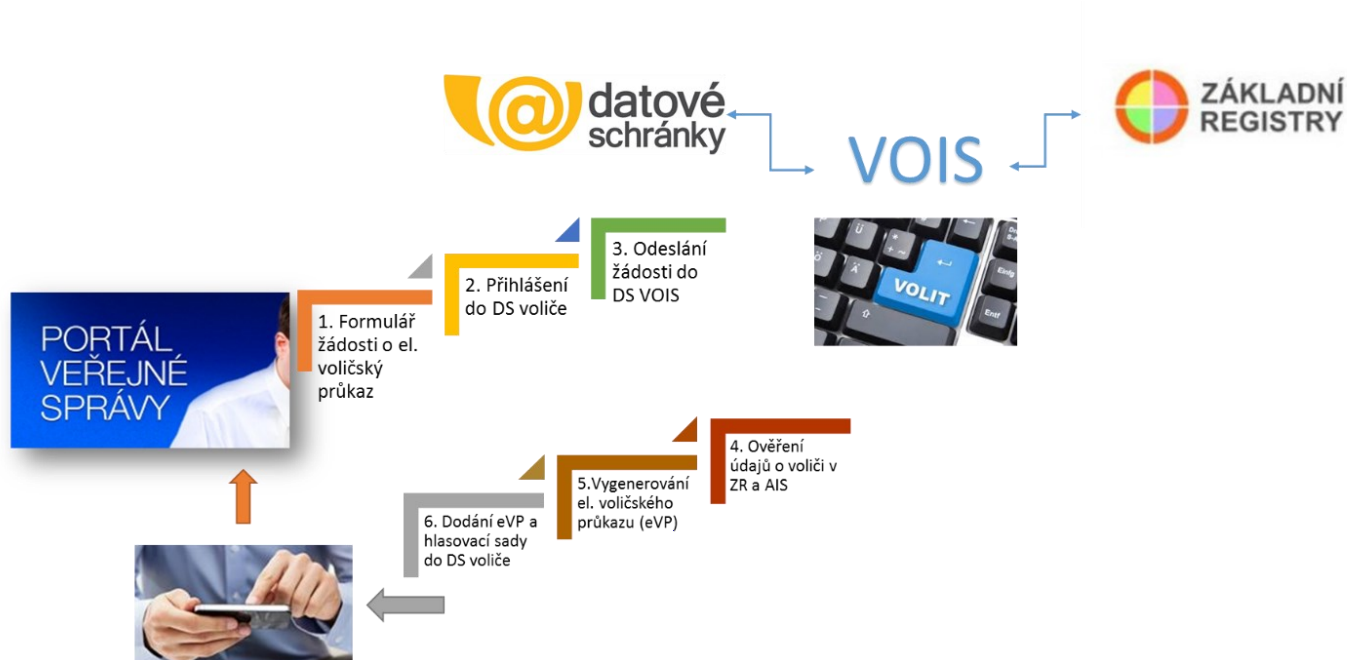 @ datové
schránky
ZÁKLADNÍ
REGISTRY
VOIS
3. Odeslání
žádosti do
DS VOIS
2. Přihlášení
do DS voliče
1. Formulář
žádosti o el.
voličský
průkaz
PORTÁL
VEŘEJNÉ
SPRÁVY
Ü
Ö
Ä
VOLIT
Einfg
Entf
4. Ověření
údajů o voliči v
ZR a AIS
5.Vygenerování
el. voličského
průkazu (eVP)
6. Dodání eVP a
hlasovací sady
do DS voliče